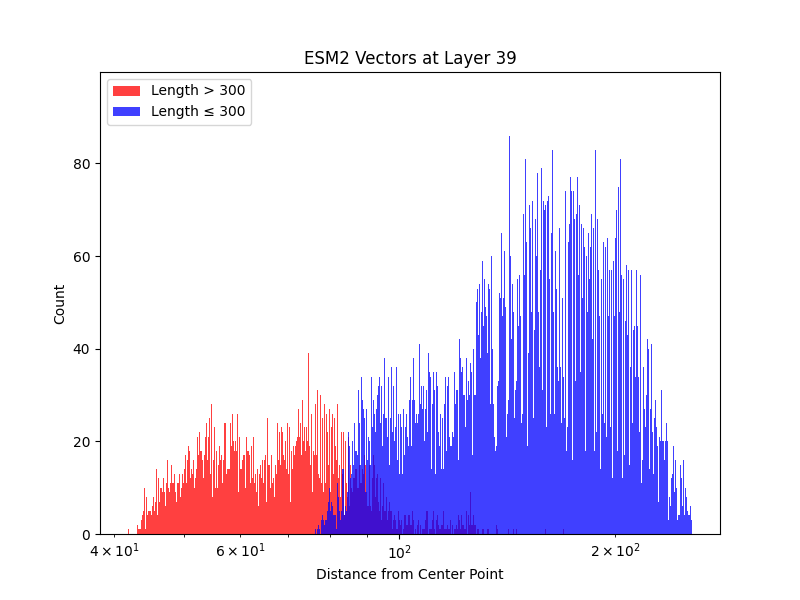 ESM2 Vectors at Layer 39
Length > 300
Length ≤ 300
80
60
40
20
0
Count
4 × 10¹
6 × 10¹
10²
2 × 10²
Distance from Center Point